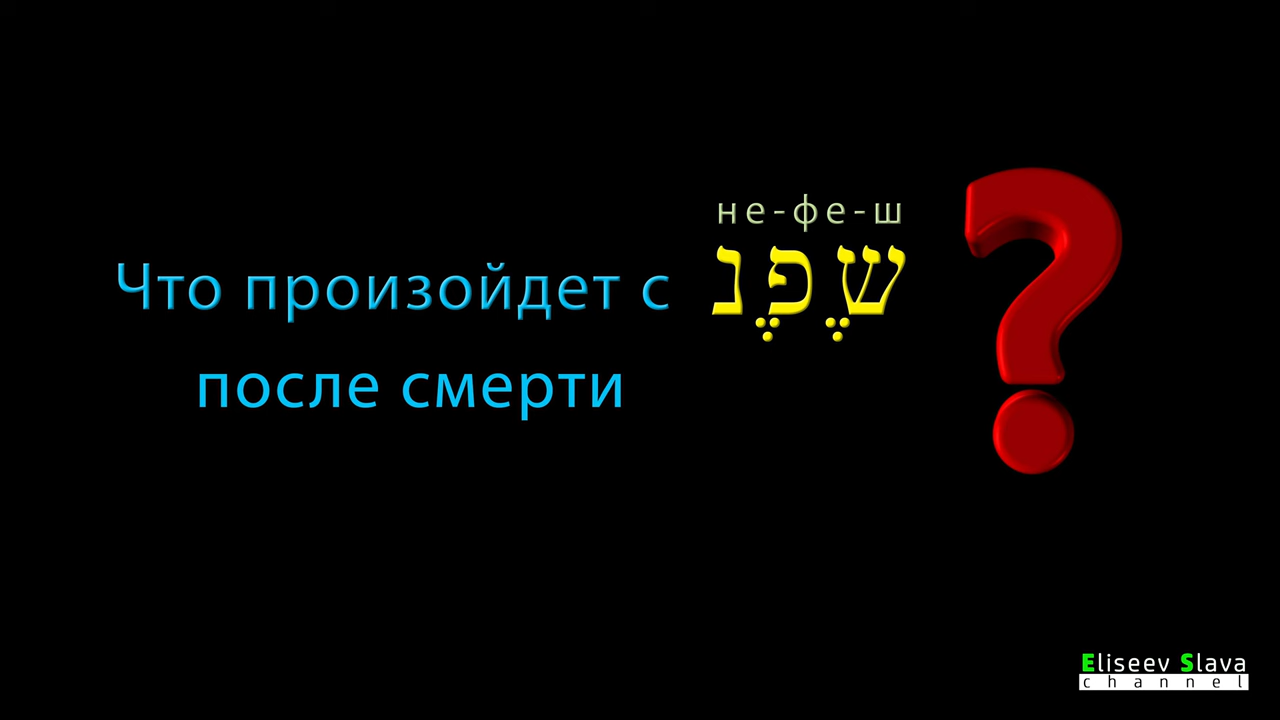 не-фе-ш
Что произойдет с שֶפֶנ ?
после смерти
Eliseev Slava
channel